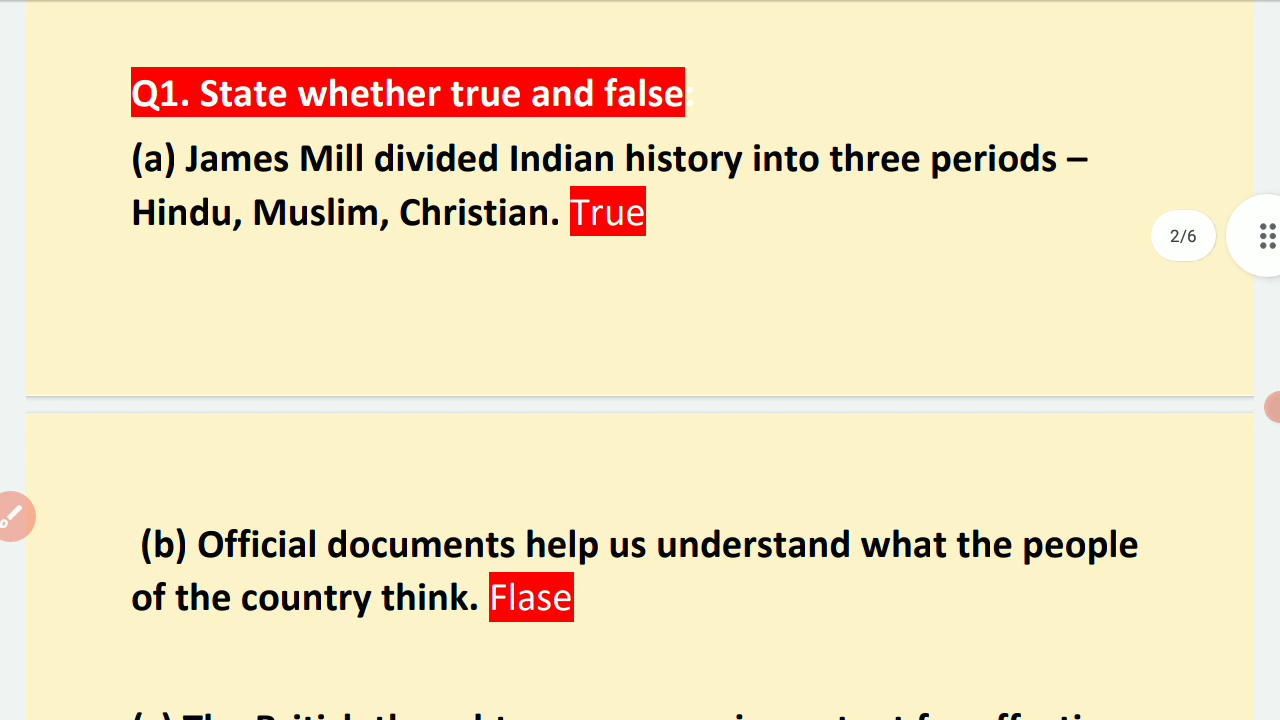 Q1. State whether true and false:
(a) James Mill divided Indian history into three periods –
Hindu, Muslim, Christian. True
2/6
(b) Official documents help us understand what the people
of the country think. Flase